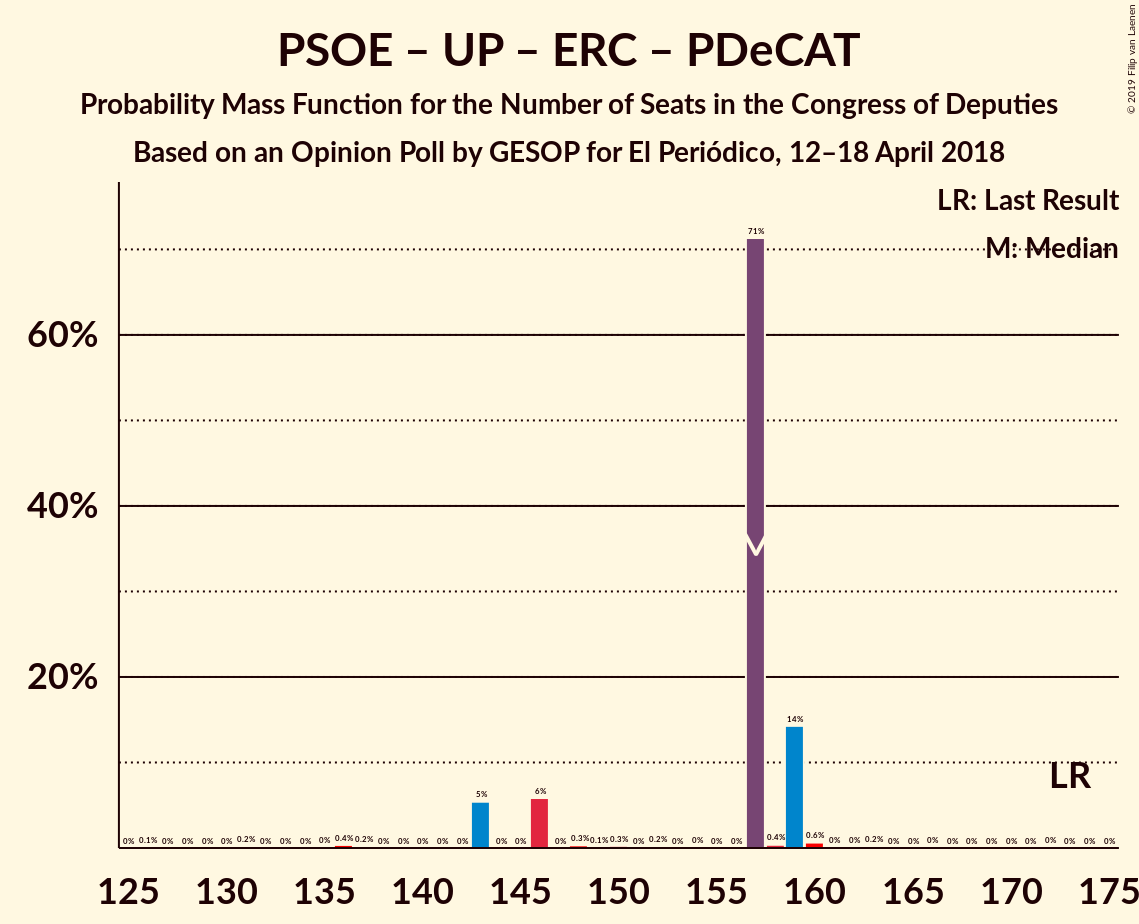 PSOE – UP – ERC – PDeCAT
Probability Mass Function for the Number of Seats in the Congress of Deputies
Based on an Opinion Poll by GESOP for El Periódico, 12–18 April 2018
© 2019 Filip van Laenen
LR: Last Result
M: Median
60%
40%
20%
0% 0.1% 0% 0% 0% 0% 0.2% 0% 0% 0% 0% 0.4% 0.2% 0% 0% 0% 0% 0% 5% 0% 0% 6% 0% 0.3% 0.1% 0.3% 0% 0.2% 0% 0% 0% 0% 71% 0.4% 14% 0.6% 0% 0% 0.2% 0% 0% 0% 0% 0% 0% 0% 0% 0% 0% 0% 0%
LR
125 130 135 140 145 150 155 160 165 170 175